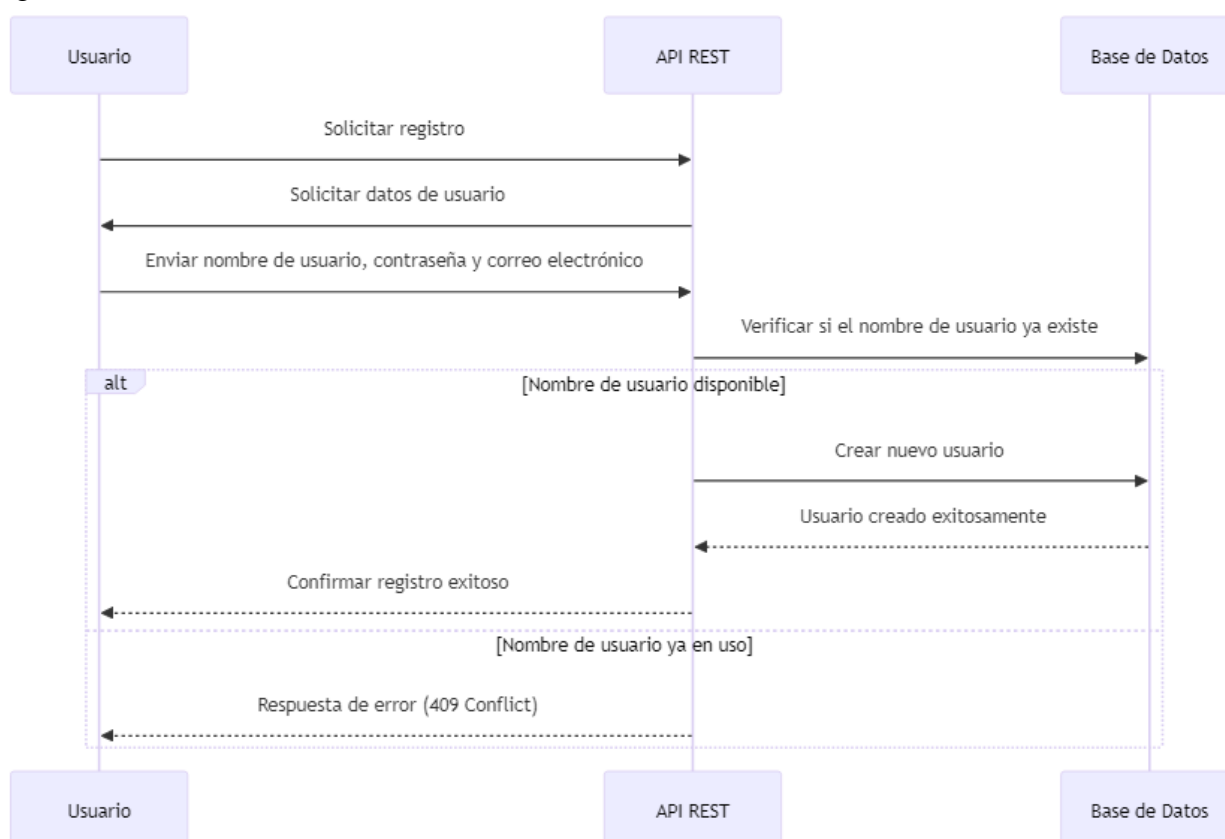 Usuario
API REST
Base de Datos
Solicitar registro
Solicitar datos de usuario
Enviar nombre de usuario, contraseña y correo electrónico
Verificar si el nombre de usuario ya existe
alt
[Nombre de usuario disponible]
Crear nuevo usuario
Usuario creado exitosamente
Confirmar registro exitoso
[Nombre de usuario ya en uso]
Respuesta de error (409 Conflict)
Usuario
API REST
Base de Datos